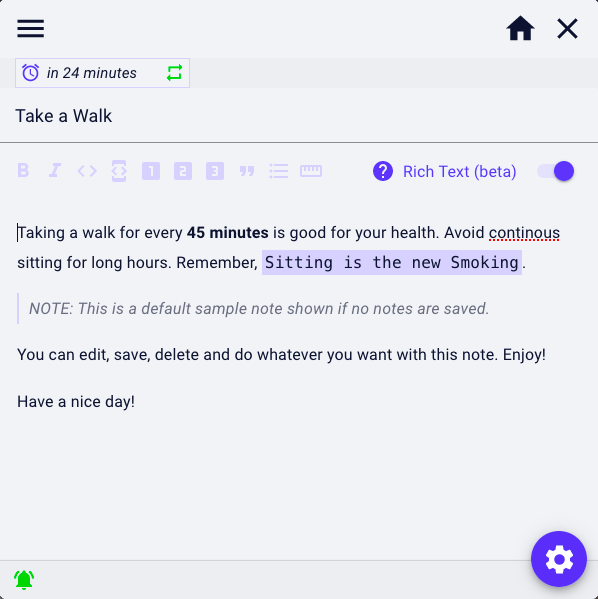 in 24 minutes
Take a Walk
B I <> 1 2 3
Rich Text (beta)
Taking a walk for every 45 minutes is good for your health. Avoid continous
sitting for long hours. Remember, Sitting is the new Smoking.
NOTE: This is a default sample note shown if no notes are saved.
You can edit, save, delete and do whatever you want with this note. Enjoy!
Have a nice day!